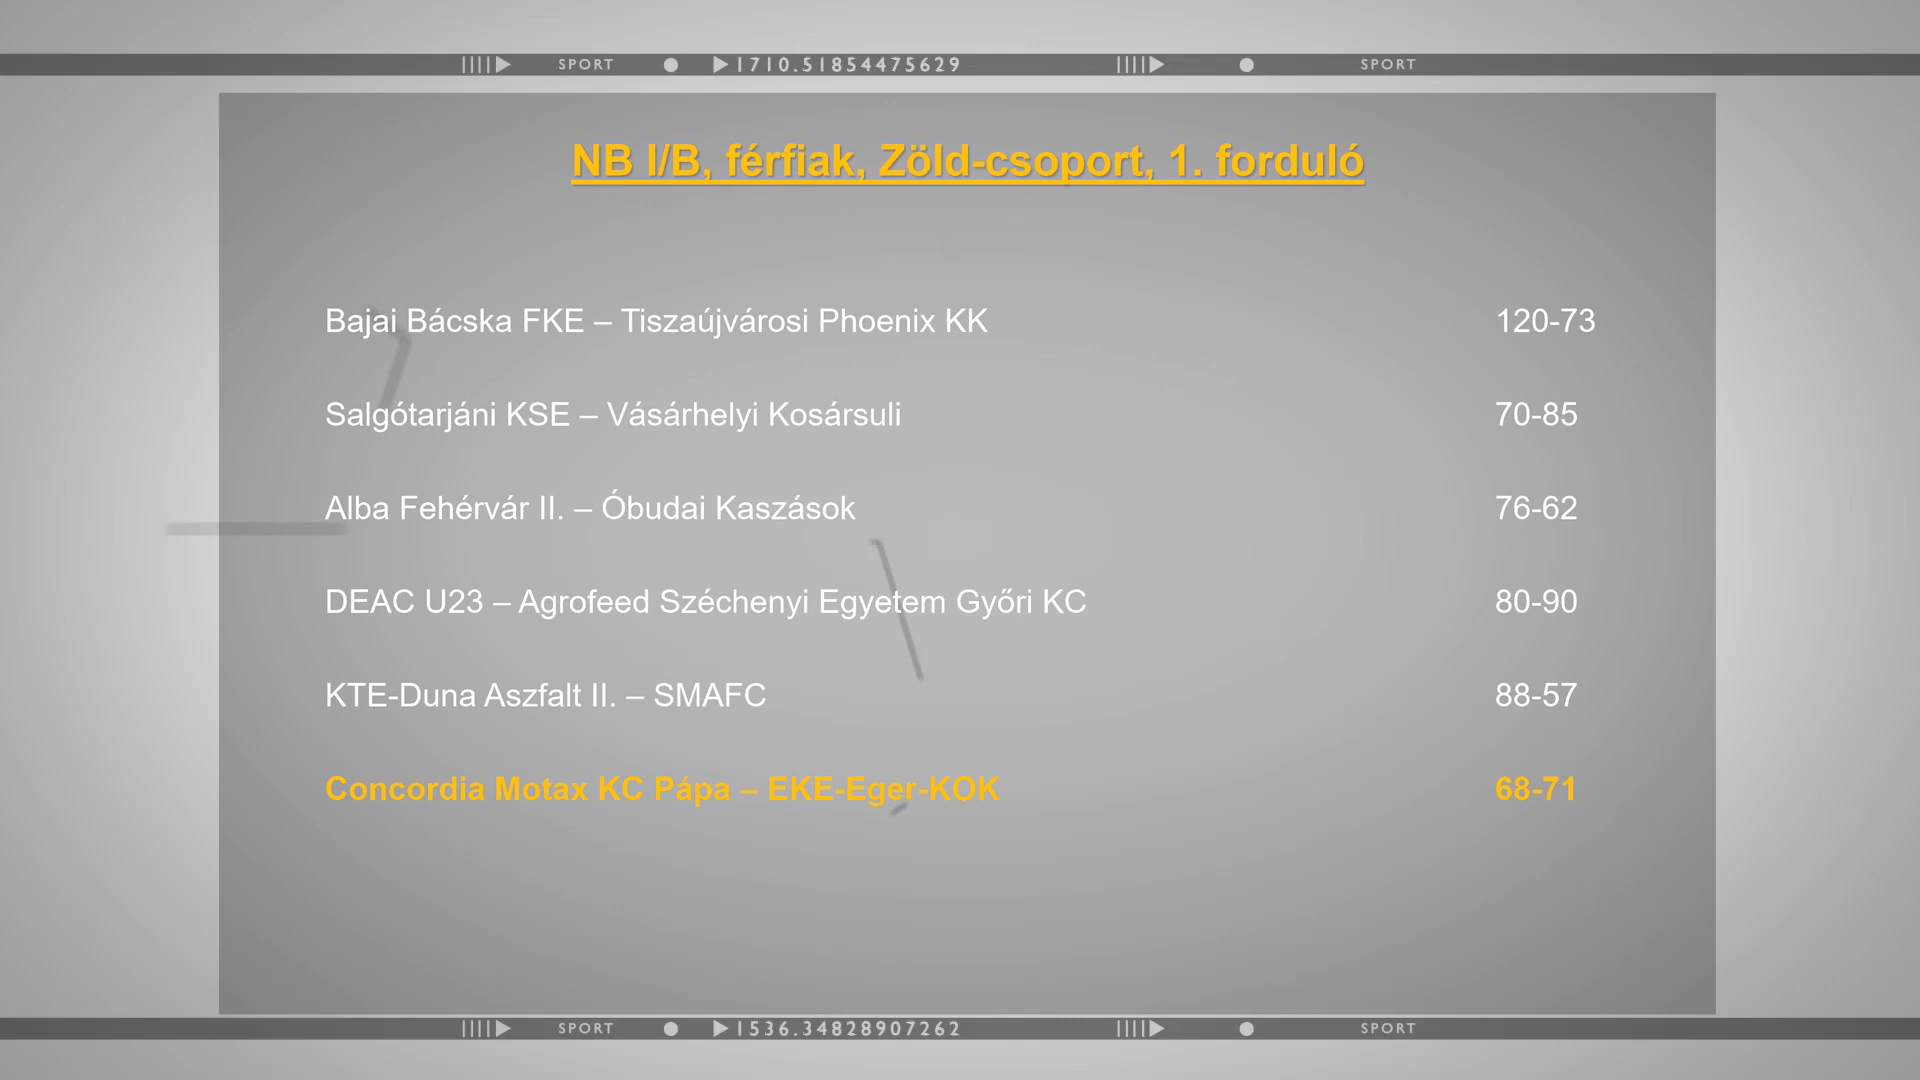 SPORT 1710.51854475629 SPORT
NB I/B, férfiak, Zöld-csoport, 1. forduló
Bajai Bácska FKE – Tiszaújvárosi Phoenix KK 120-73
Salgótarjáni KSE – Vásárhelyi Kosársuli 70-85
Alba Fehérvár II. – Óbudai Kaszások 76-62
DEAC U23 – Agrofeed Széchenyi Egyetem Győri KC 80-90
KTE-Duna Aszfalt II. – SMAFC 88-57
Concordia Motax KC Pápa – EKE-Eger-KOK 68-71
SPORT 1536.34828907262 SPORT